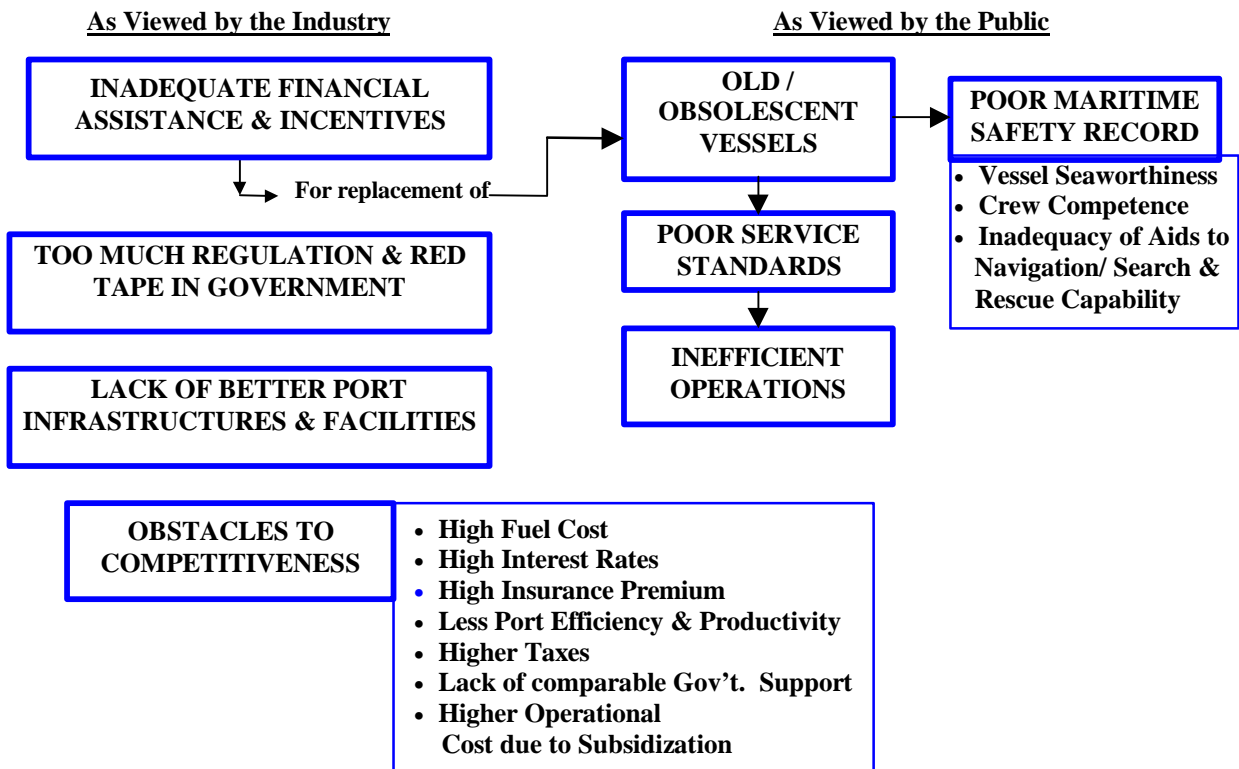 As Viewed by the Industry
INADEQUATE FINANCIAL
ASSISTANCE & INCENTIVES
For replacement of
TOO MUCH REGULATION & RED
TAPE IN GOVERNMENT
LACK OF BETTER PORT
INFRASTRUCTURES & FACILITIES
OBSTACLES TO
COMPETITIVENESS
• High Fuel Cost
• High Interest Rates
• High Insurance Premium
• Less Port Efficiency & Productivity
• Higher Taxes
• Lack of comparable Gov’t. Support
• Higher Operational
Cost due to Subsidization
As Viewed by the Public
OLD /
OBSOLESCENT
VESSELS
POOR SERVICE
STANDARDS
INEFFICIENT
OPERATIONS
POOR MARITIME
SAFETY RECORD
• Vessel Seaworthiness
• Crew Competence
• Inadequacy of Aids to
Navigation/ Search &
Rescue Capability